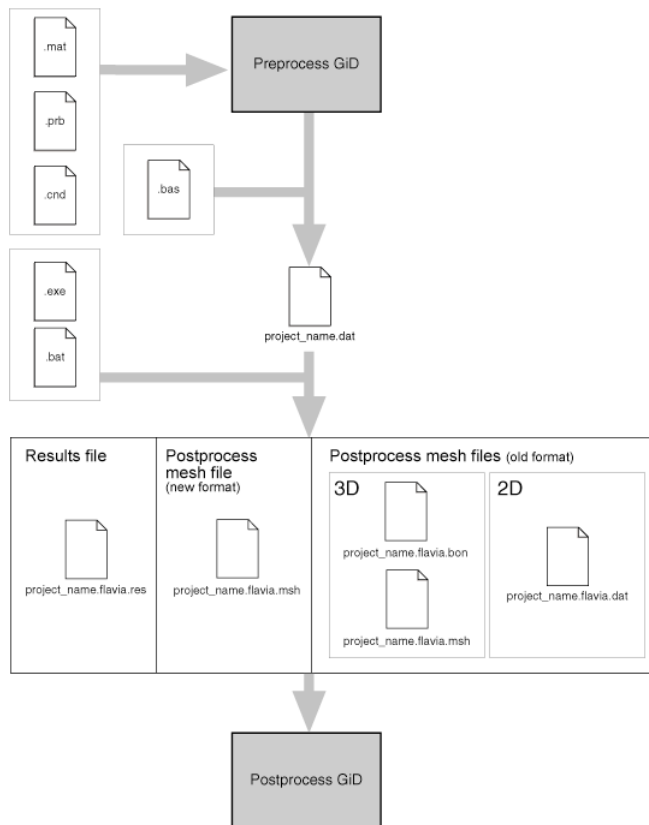 .mat
Preprocess GiD
.prb
.cnd
.bas
.exe
.bat
project_name.dat
Results file
project_name.flavia.res
Postprocess
mesh file
(new format)
project_name.flavia.msh
Postprocess mesh files (old format)
3D
project_name.flavia.bon
project_name.flavia.msh
2D
project_name.flavia.dat
Postprocess GiD